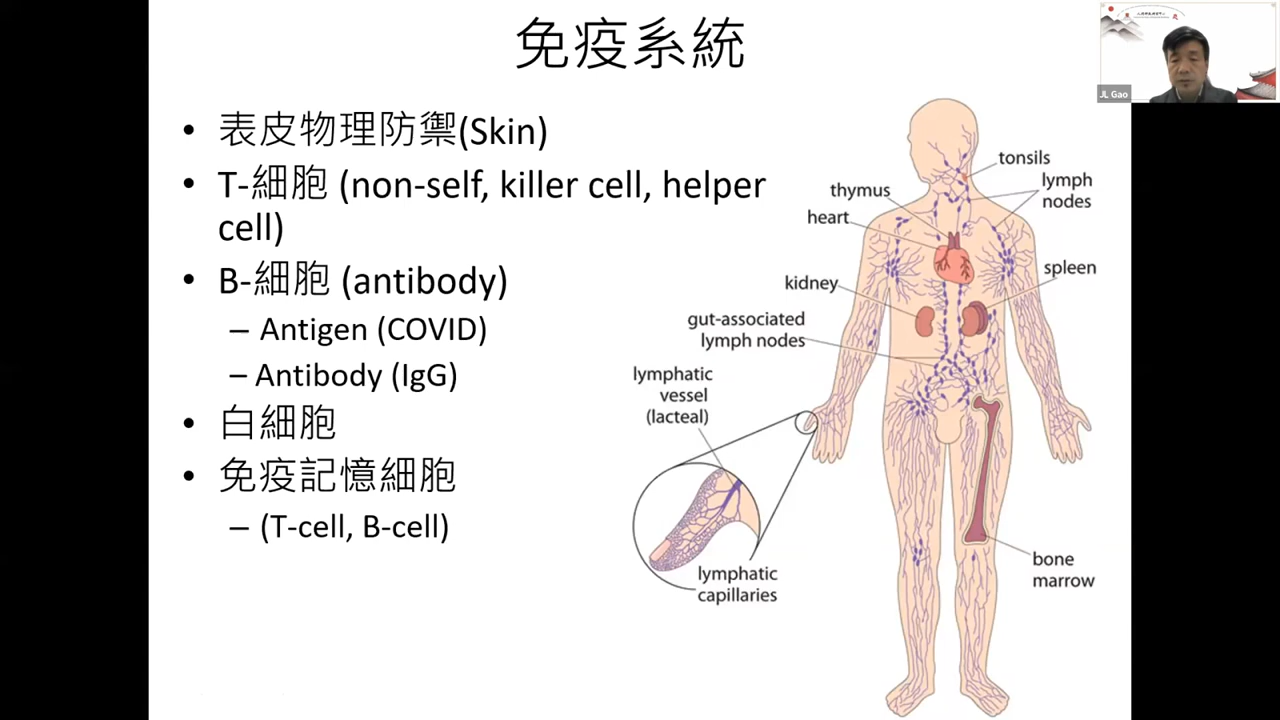 免疫系統
• 表皮物理防禦(Skin)
• T-細胞 (non-self, killer cell, helper
cell)
• B-細胞 (antibody)
– Antigen (COVID)
– Antibody (IgG)
• 白細胞
• 免疫記憶細胞
– (T-cell, B-cell)
tonsils
lymph
nodes
thymus
heart
spleen
kidney
gut-associated
lymph nodes
lymphatic
vessel
(lacteal)
lymphatic
capillaries
bone
marrow
JL Gao